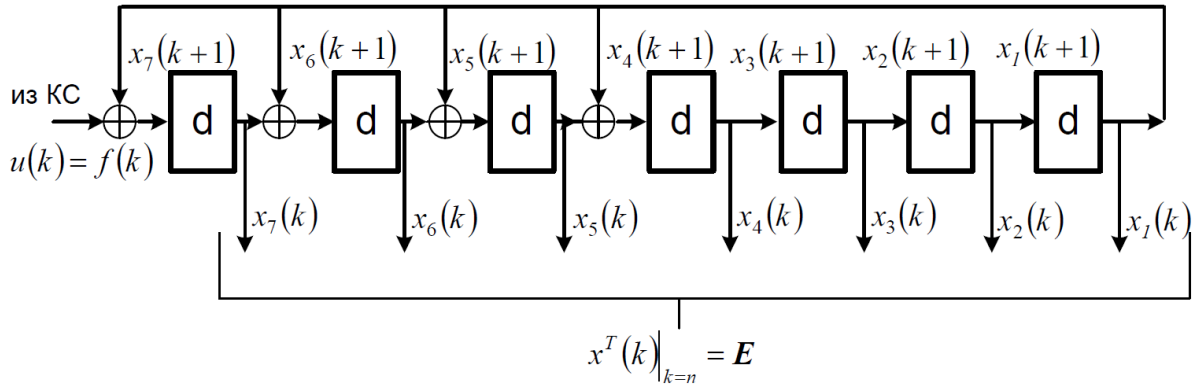 x₇(k+1) x₆(k+1) x₅(k+1) x₄(k+1) x₃(k+1) x₂(k+1) x₁(k+1)
из КС
d d d d d d d
u(k) = f(k)
x₇(k) x₆(k) x₅(k) x₄(k) x₃(k) x₂(k) x₁(k)
xᵀ(k)|ₖ₌ₙ = E